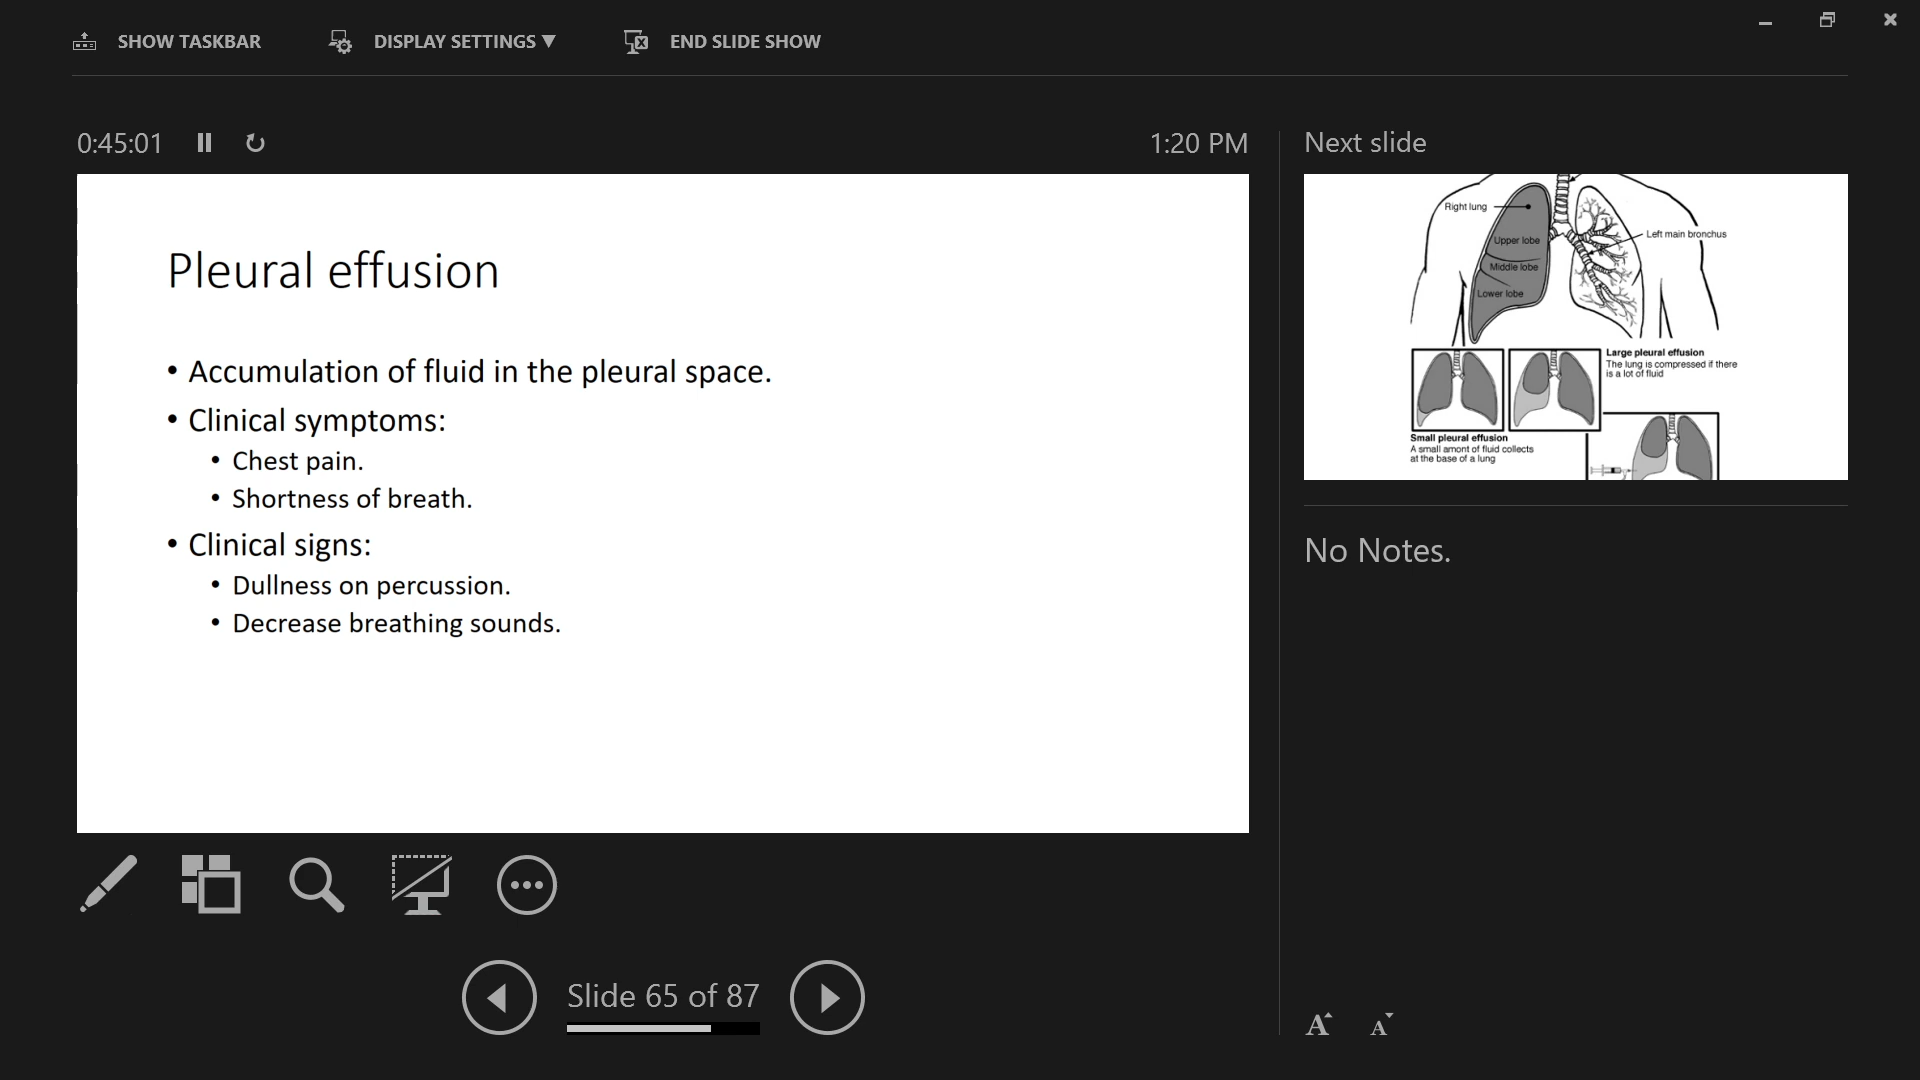 SHOW TASKBAR
DISPLAY SETTINGS ▼
END SLIDE SHOW
0:45:01
1:20 PM
Pleural effusion
• Accumulation of fluid in the pleural space.
• Clinical symptoms:
• Chest pain.
• Shortness of breath.
• Clinical signs:
• Dullness on percussion.
• Decrease breathing sounds.
Slide 65 of 87
Next slide
Right lung
Left main bronchus
Upper lobe
Middle lobe
Lower lobe
Large pleural effusion
The lung is compressed if there
is a lot of fluid
Small pleural effusion
A small amont of fluid collects
at the base of a lung
No Notes.
A
A